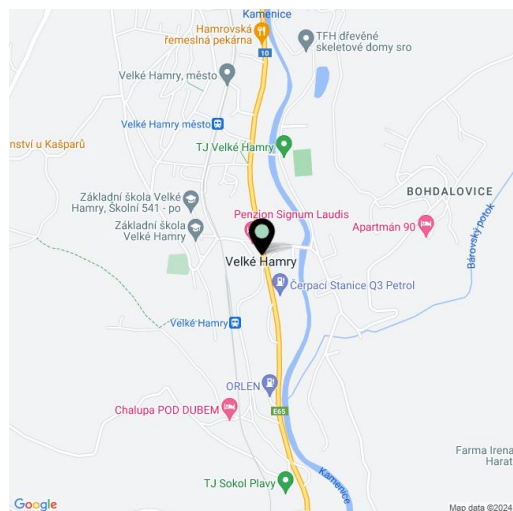 Kamenice
Hamrovská
řemeslná pekárna
TFH dřevěné
skeletové domy sro
10
Velké Hamry, město
Velké Hamry město
nství u Kašparů
TJ Velké Hamry
BOHDALOVICE
Základní škola Velké
Hamry, Školní 541 - po
Penzion Signum Laudis
Apartmán 90
Základní škola
Velké Hamry
Bárovský potok
Velké Hamry
Čerpací Stanice Q3 Petrol
Velké Hamry
ORLEN
Chalupa POD DUBEM
E65
Farma Irena
Harat
Kamenice
TJ Sokol Plavy
Google
Map data ©2024